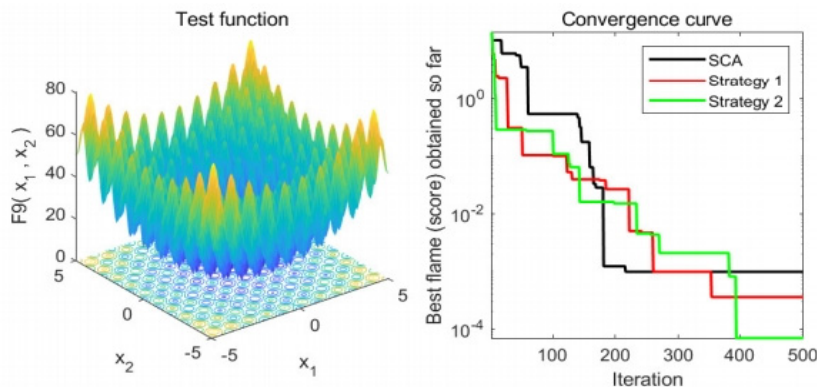 Test function
F9( x₁ , x₂ )
80
60
40
20
0
5
0
-5
x₂
-5
0
5
x₁
Convergence curve
Best flame (score) obtained so far
10⁰
10⁻²
10⁻⁴
SCA
Strategy 1
Strategy 2
100
200
300
400
500
Iteration